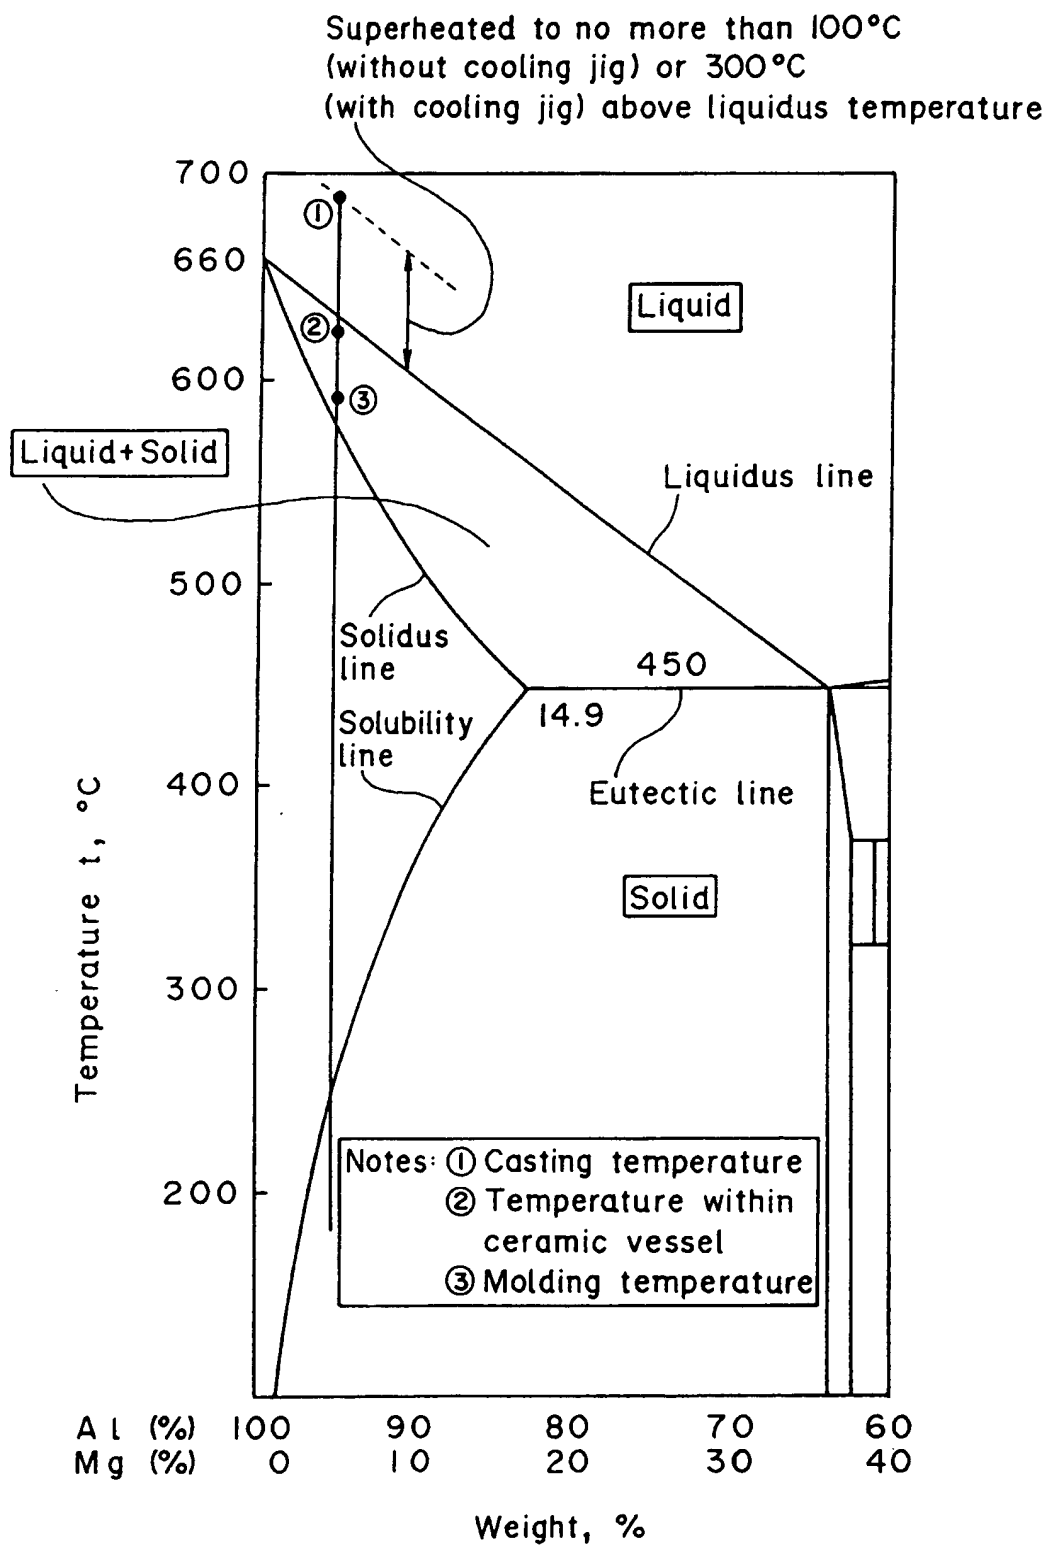 Superheated to no more than 100°C
(without cooling jig) or 300°C
(with cooling jig) above liquidus temperature
700
①
660
Liquid
②
600
③
Liquid+Solid
Liquidus line
500
Solidus
line
450
14.9
Solubility
line
400
Eutectic line
Temperature t, °C
Solid
300
Notes: ① Casting temperature
② Temperature within
ceramic vessel
③ Molding temperature
200
Al (%) 100 90 80 70 60
Mg (%) 0 10 20 30 40
Weight, %